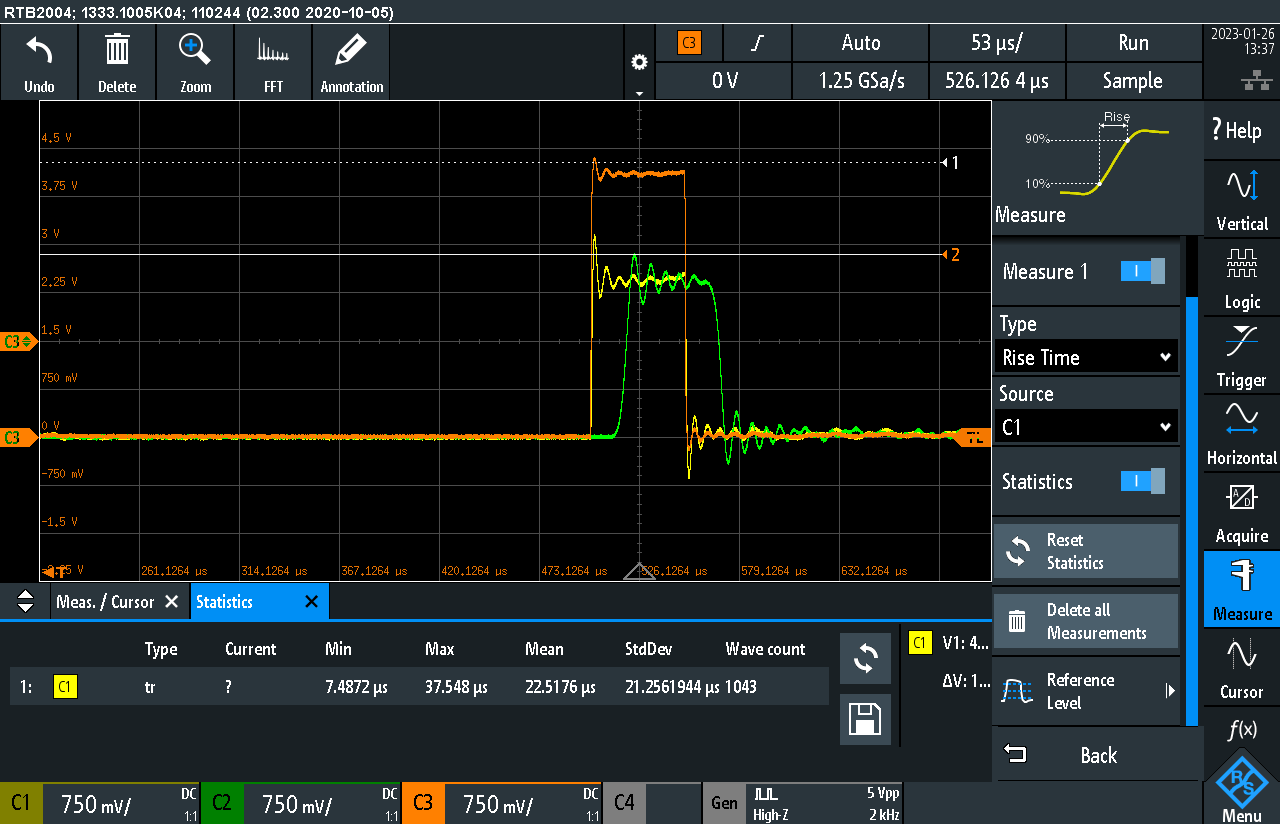 RTB2004; 1333.1005K04; 110244 (02.300 2020-10-05)
Undo
Delete
Zoom
FFT
Annotation
C3
Auto
53 µs/
Run
0 V
1.25 GSa/s
526.126 4 µs
Sample
2023-01-26
13:37
4.5 V
3.75 V
3 V
2.25 V
1.5 V
750 mV
0 V
-750 mV
-1.5 V
1
2
C3
C3
TL
T
261.1264 µs
314.1264 µs
367.1264 µs
420.1264 µs
473.1264 µs
526.1264 µs
579.1264 µs
632.1264 µs
Rise
90%
10%
Measure
Measure 1
Type
Rise Time
Source
C1
Statistics
Reset
Statistics
Delete all
Measurements
Reference
Level
Back
? Help
Vertical
Logic
Trigger
Horizontal
A/D
Acquire
Measure
Cursor
f(x)
R&S
Menu
Meas. / Cursor
Statistics
Type Current Min Max Mean StdDev Wave count
1: C1 tr ? 7.4872 µs 37.548 µs 22.5176 µs 21.2561944 µs 1043
C1 V1: 4...
ΔV: 1...
C1 750 mV/ DC 1:1
C2 750 mV/ DC 1:1
C3 750 mV/ DC 1:1
C4
Gen High-Z 5 Vpp 2 kHz